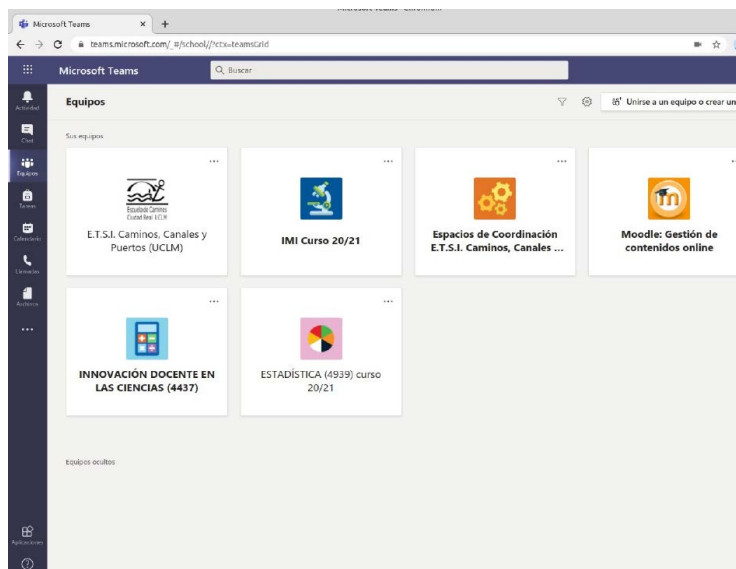 Microsoft Teams
teams.microsoft.com/_#/school//?ctx=teamsGrid
Microsoft Teams
Buscar
Actividad
Chat
Equipos
Tareas
Calendario
Llamadas
Archivos
Aplicaciones
Equipos
Unirse a un equipo o crear un
Sus equipos
Escuela de Caminos
Ciudad Real UCLM
E.T.S.I. Caminos, Canales y
Puertos (UCLM)
IMI Curso 20/21
Espacios de Coordinación
E.T.S.I. Caminos, Canales ...
m
Moodle: Gestión de
contenidos online
INNOVACIÓN DOCENTE EN
LAS CIENCIAS (4437)
ESTADÍSTICA (4939) curso
20/21
Equipos ocultos